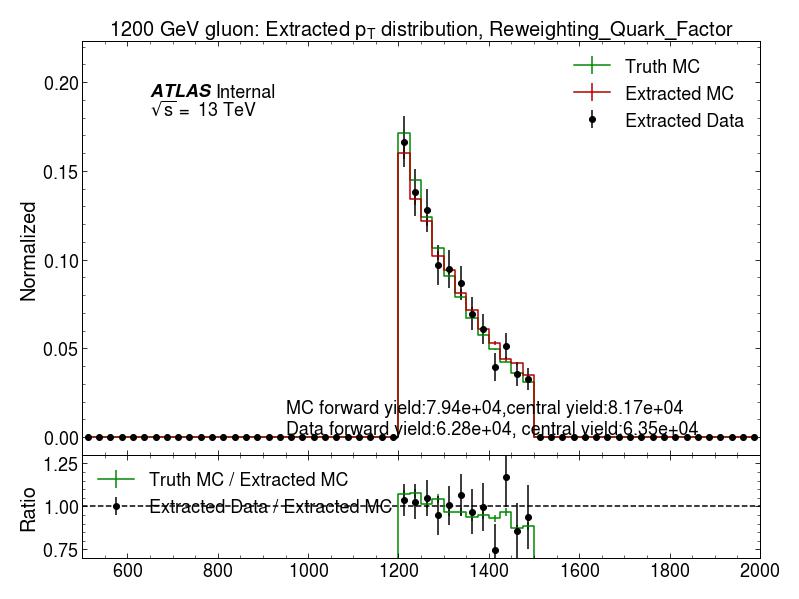 1200 GeV gluon: Extracted pT distribution, Reweighting_Quark_Factor
ATLAS Internal
√s = 13 TeV
Truth MC
Extracted MC
Extracted Data
Normalized
0.20
0.15
0.10
0.05
0.00
MC forward yield:7.94e+04,central yield:8.17e+04
Data forward yield:6.28e+04, central yield:6.35e+04
Ratio
1.25
1.00
0.75
Truth MC / Extracted MC
Extracted Data / Extracted MC
600 800 1000 1200 1400 1600 1800 2000